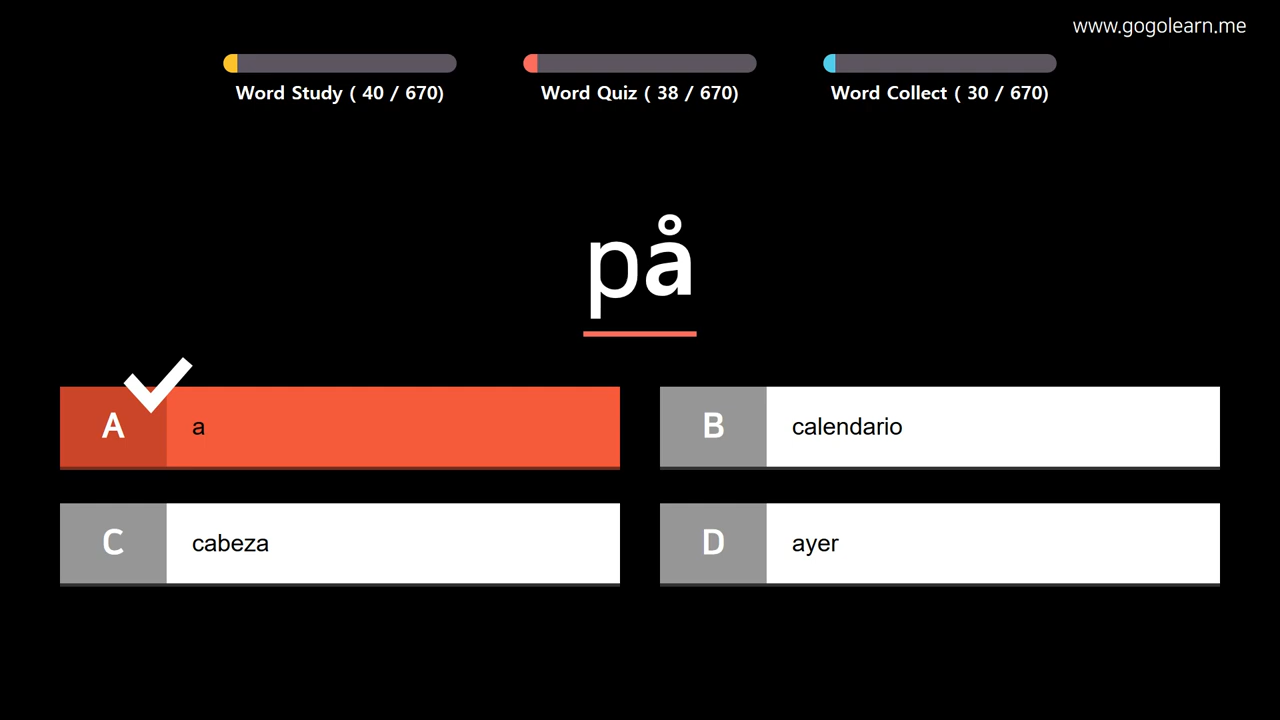 www.gogolearn.me
Word Study ( 40 / 670)
Word Quiz ( 38 / 670)
Word Collect ( 30 / 670)
på
A
a
B
calendario
C
cabeza
D
ayer